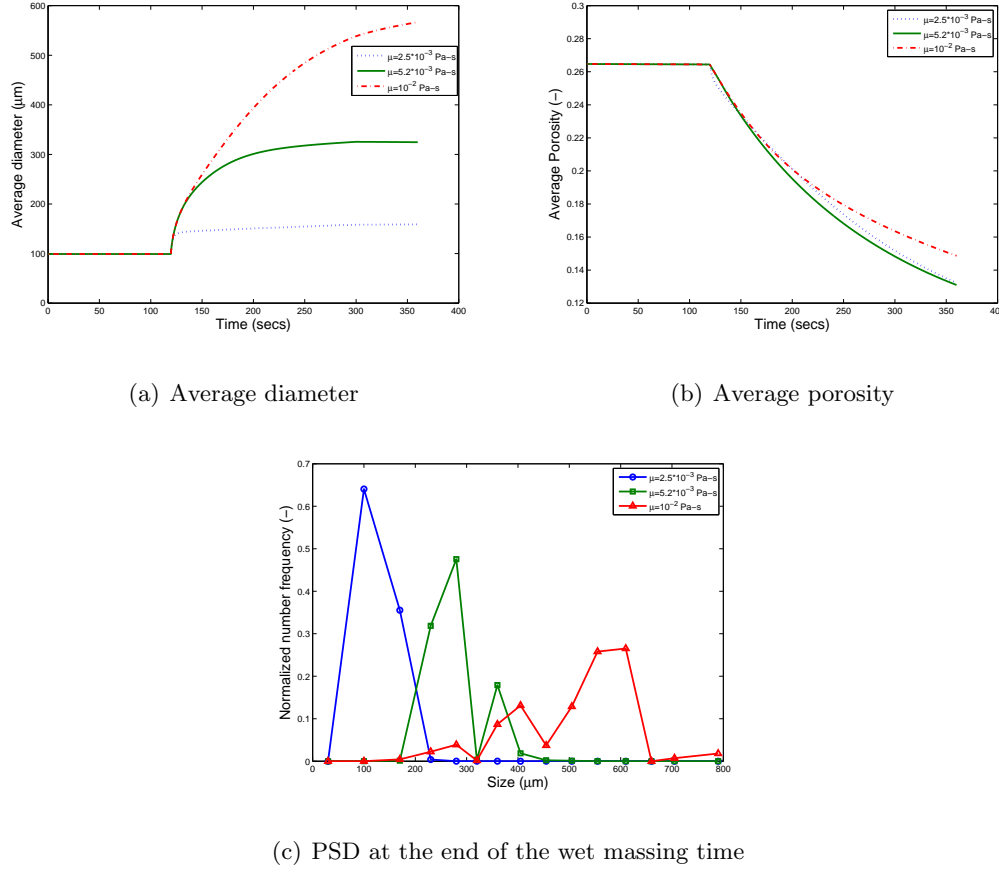 600
500
400
300
200
100
0
0 50 100 150 200 250 300 350 400
Average diameter (μm)
Time (secs)
μ=2.5*10⁻³ Pa−s
μ=5.2*10⁻³ Pa−s
μ=10⁻² Pa−s
(a) Average diameter
0.3
0.28
0.26
0.24
0.22
0.2
0.18
0.16
0.14
0.12
0 50 100 150 200 250 300 350 400
Average Porosity (−)
Time (secs)
μ=2.5*10⁻³ Pa−s
μ=5.2*10⁻³ Pa−s
μ=10⁻² Pa−s
(b) Average porosity
0.7
0.6
0.5
0.4
0.3
0.2
0.1
0
0 100 200 300 400 500 600 700 800
Normalized number frequency (−)
Size (μm)
μ=2.5*10⁻³ Pa−s
μ=5.2*10⁻³ Pa−s
μ=10⁻² Pa−s
(c) PSD at the end of the wet massing time